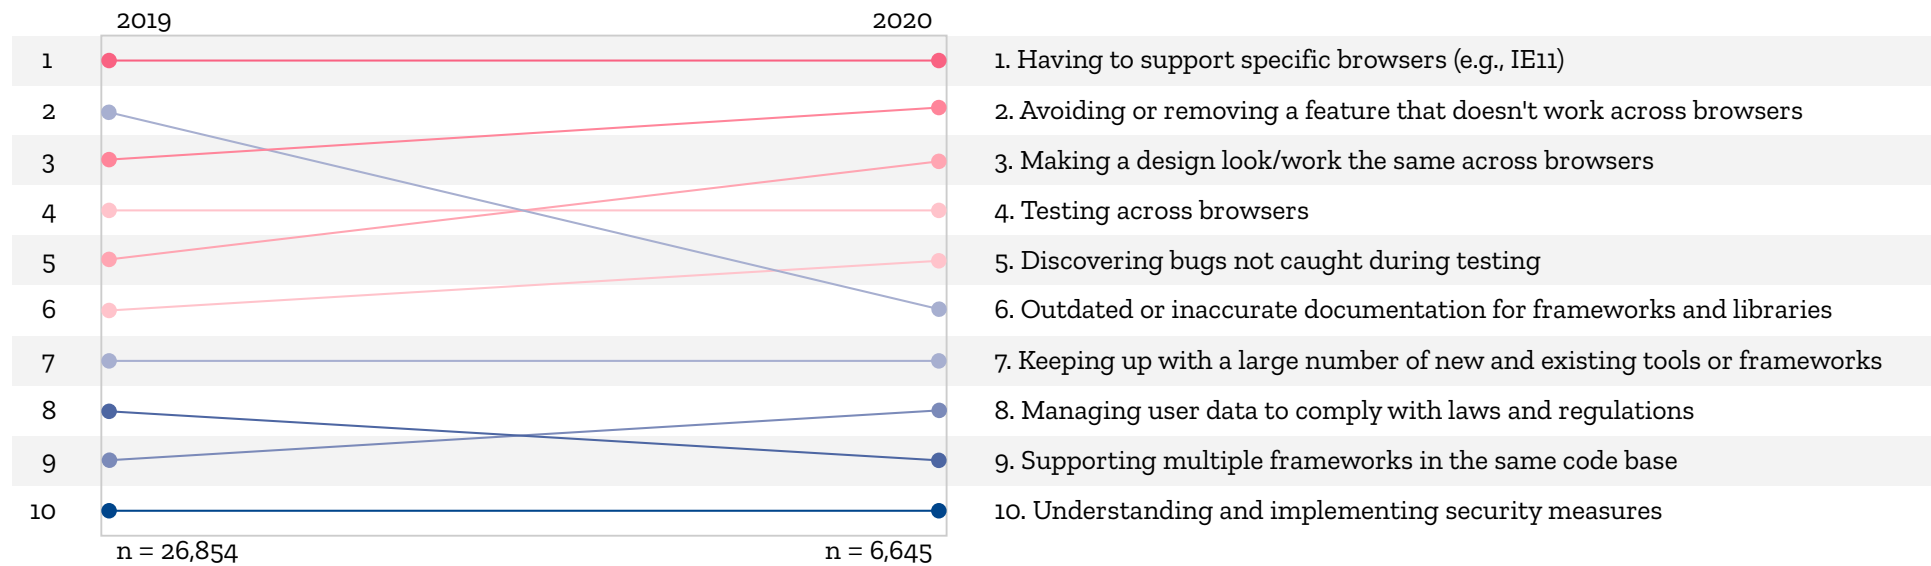 2019 2020
1 1. Having to support specific browsers (e.g., IE11)
2 2. Avoiding or removing a feature that doesn't work across browsers
3 3. Making a design look/work the same across browsers
4 4. Testing across browsers
5 5. Discovering bugs not caught during testing
6 6. Outdated or inaccurate documentation for frameworks and libraries
7 7. Keeping up with a large number of new and existing tools or frameworks
8 8. Managing user data to comply with laws and regulations
9 9. Supporting multiple frameworks in the same code base
10 10. Understanding and implementing security measures
n = 26,854 n = 6,645